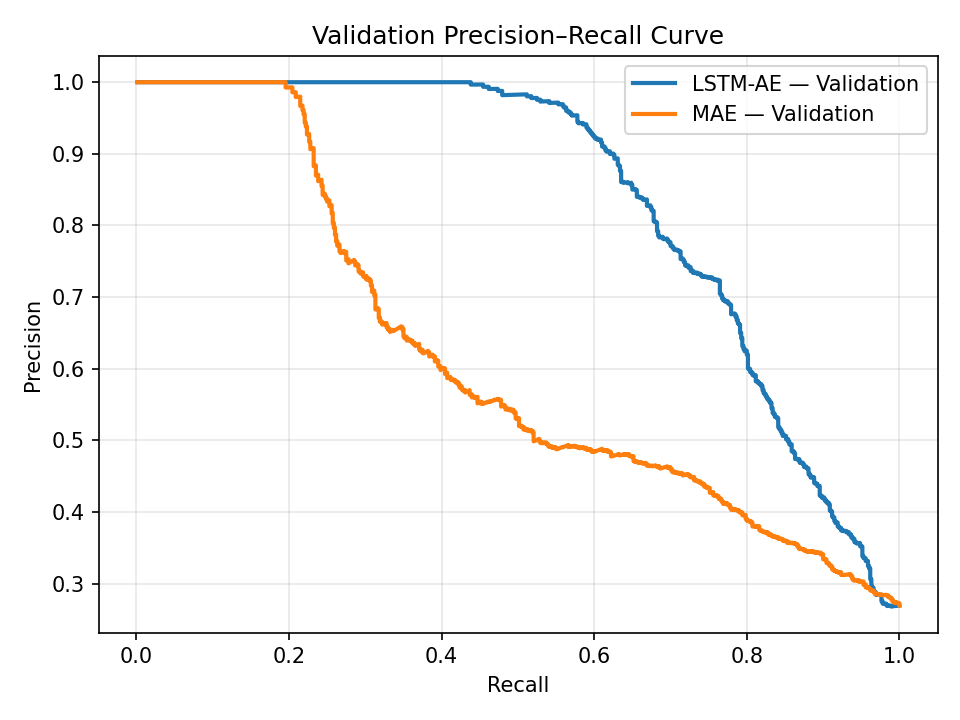 Validation Precision–Recall Curve
LSTM-AE — Validation
MAE — Validation
Precision
1.0
0.9
0.8
0.7
0.6
0.5
0.4
0.3
0.0 0.2 0.4 0.6 0.8 1.0
Recall